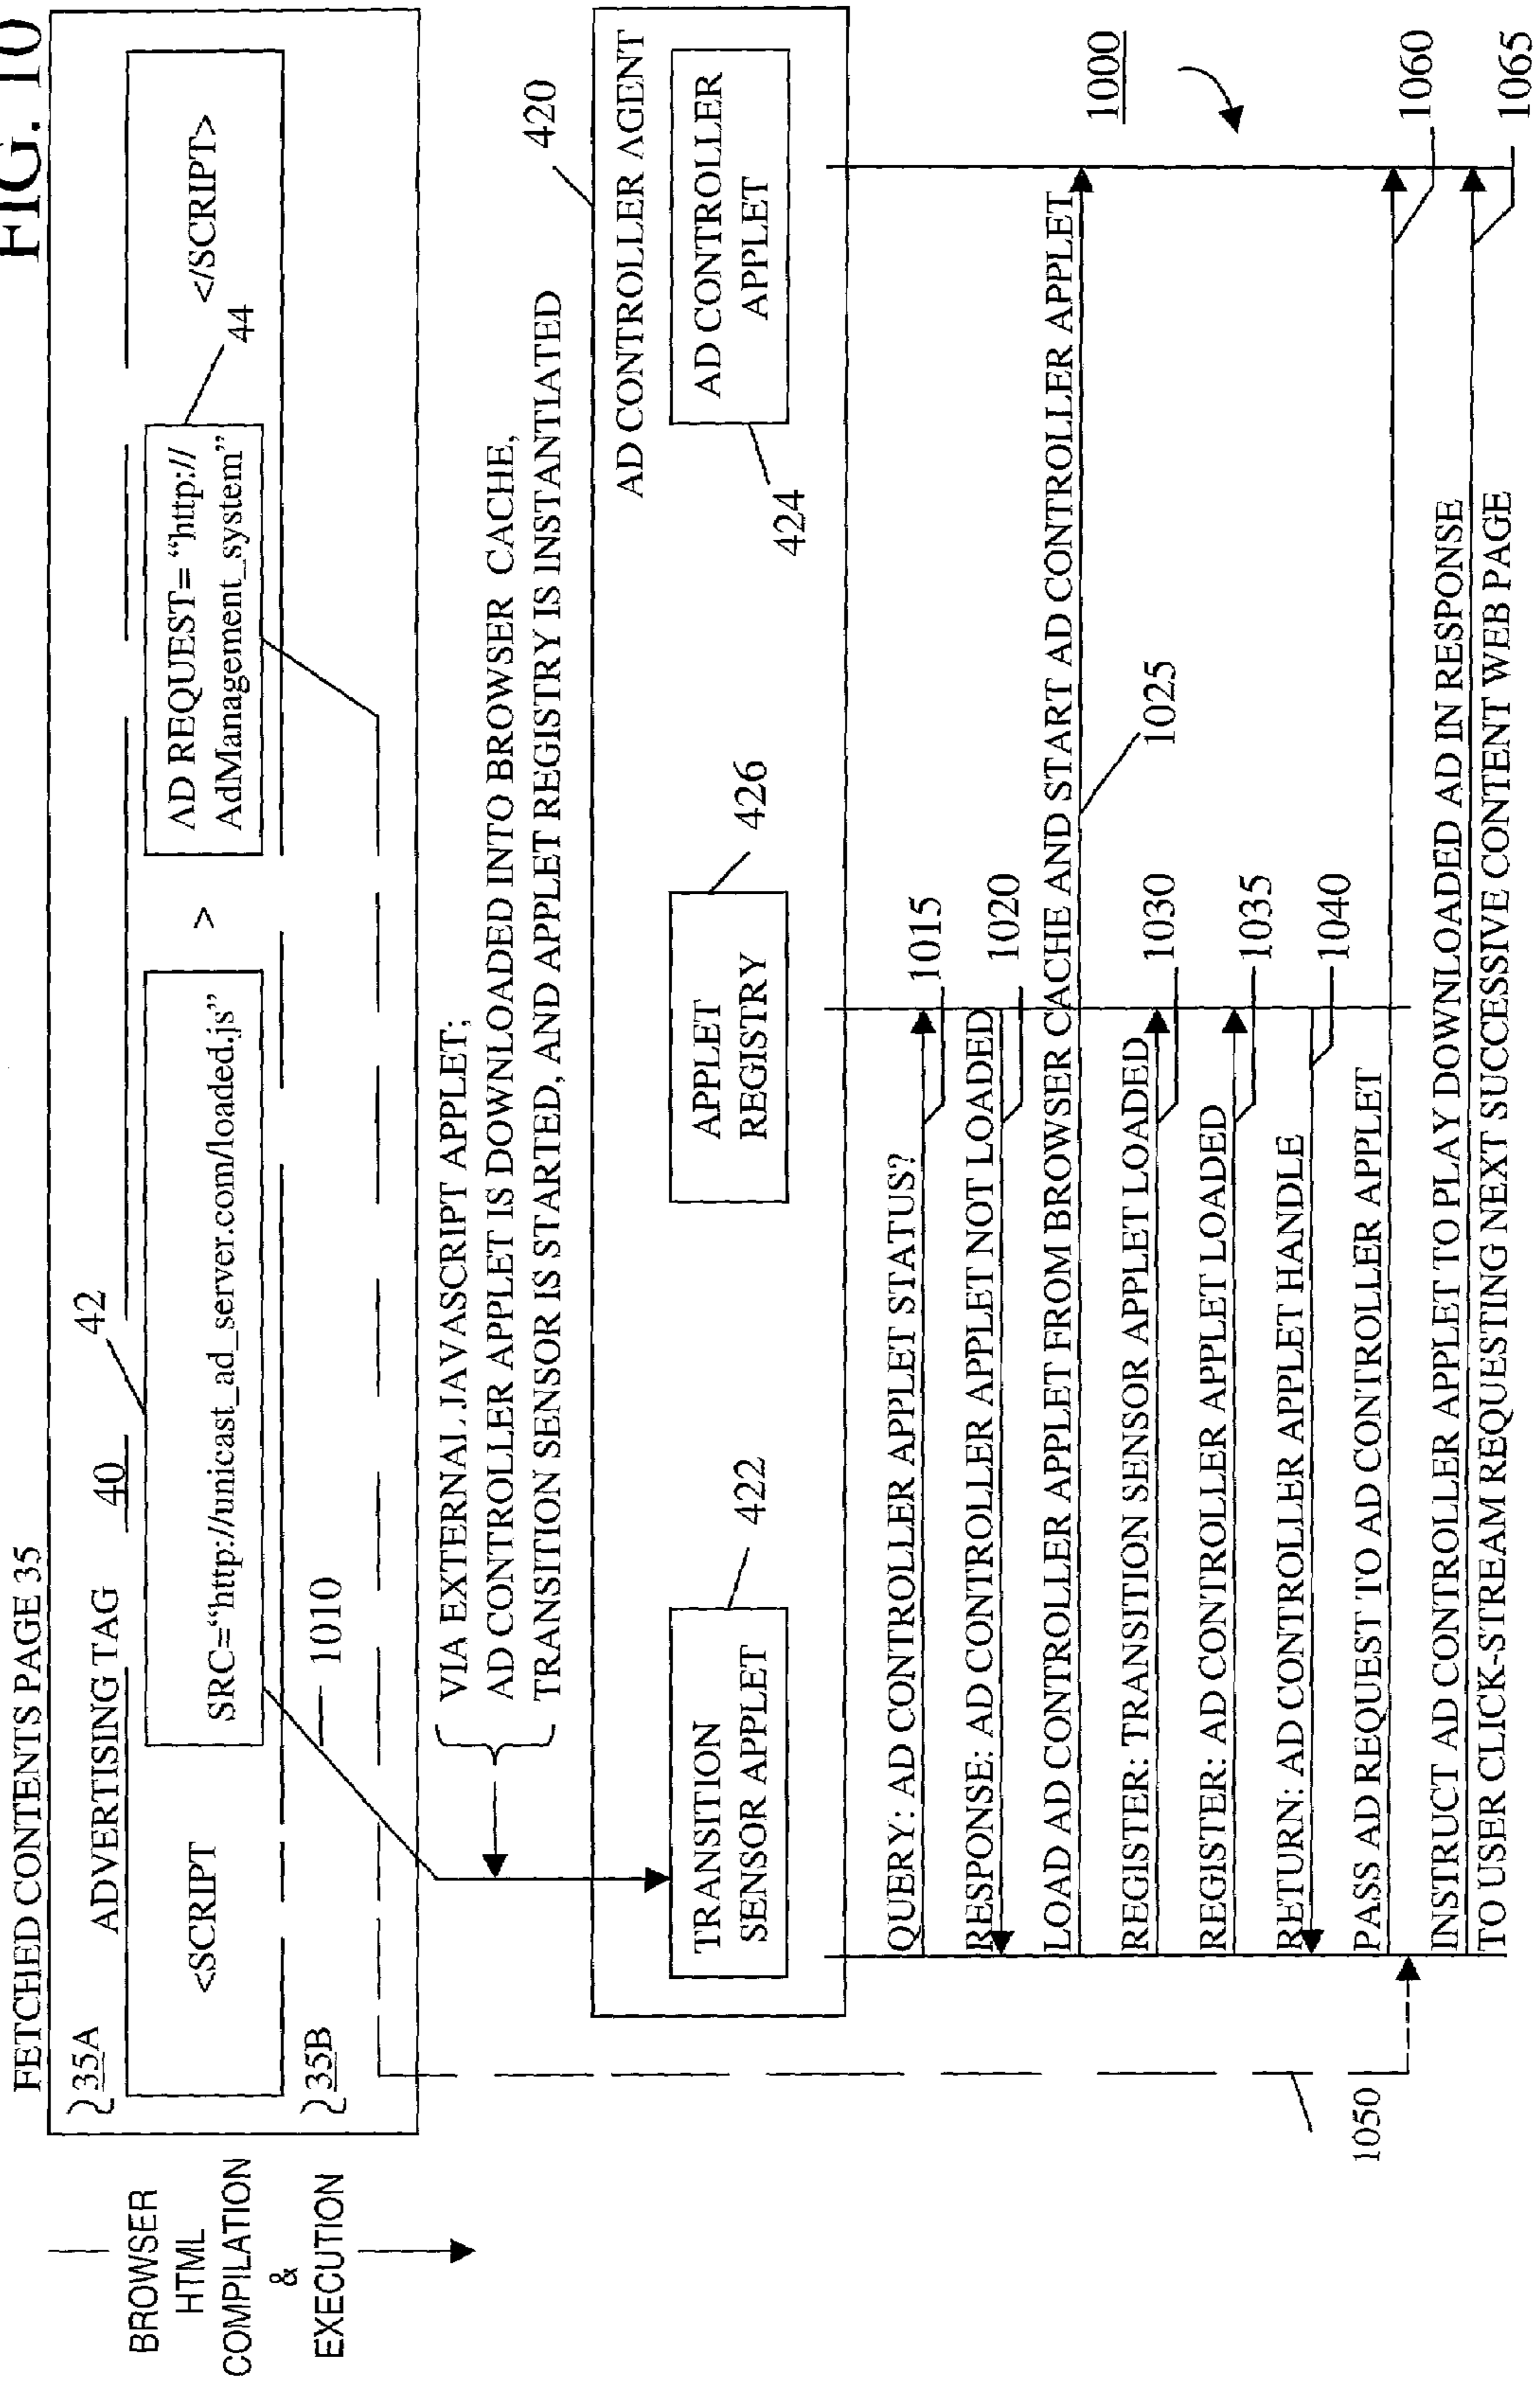 FIG. 10
FETCHED CONTENTS PAGE 35
35A
ADVERTISING TAG
40
42
<SCRIPT
SRC="http://unicast_ad_server.com/loaded.js"
>
AD REQUEST= "http://
AdManagement_system"
44
</SCRIPT>
35B
1010
BROWSER
HTML
COMPILATION
&
EXECUTION
VIA EXTERNAL JAVASCRIPT APPLET;
AD CONTROLLER APPLET IS DOWNLOADED INTO BROWSER CACHE,
TRANSITION SENSOR IS STARTED, AND APPLET REGISTRY IS INSTANTIATED
420
AD CONTROLLER AGENT
TRANSITION
SENSOR APPLET
422
APPLET
REGISTRY
426
AD CONTROLLER
APPLET
424
QUERY: AD CONTROLLER APPLET STATUS?
1015
RESPONSE: AD CONTROLLER APPLET NOT LOADED
1020
LOAD AD CONTROLLER APPLET FROM BROWSER CACHE AND START AD CONTROLLER APPLET
1000
1025
REGISTER: TRANSITION SENSOR APPLET LOADED
1030
REGISTER: AD CONTROLLER APPLET LOADED
1035
RETURN: AD CONTROLLER APPLET HANDLE
1040
1050
PASS AD REQUEST TO AD CONTROLLER APPLET
1060
INSTRUCT AD CONTROLLER APPLET TO PLAY DOWNLOADED AD IN RESPONSE
TO USER CLICK-STREAM REQUESTING NEXT SUCCESSIVE CONTENT WEB PAGE
1065